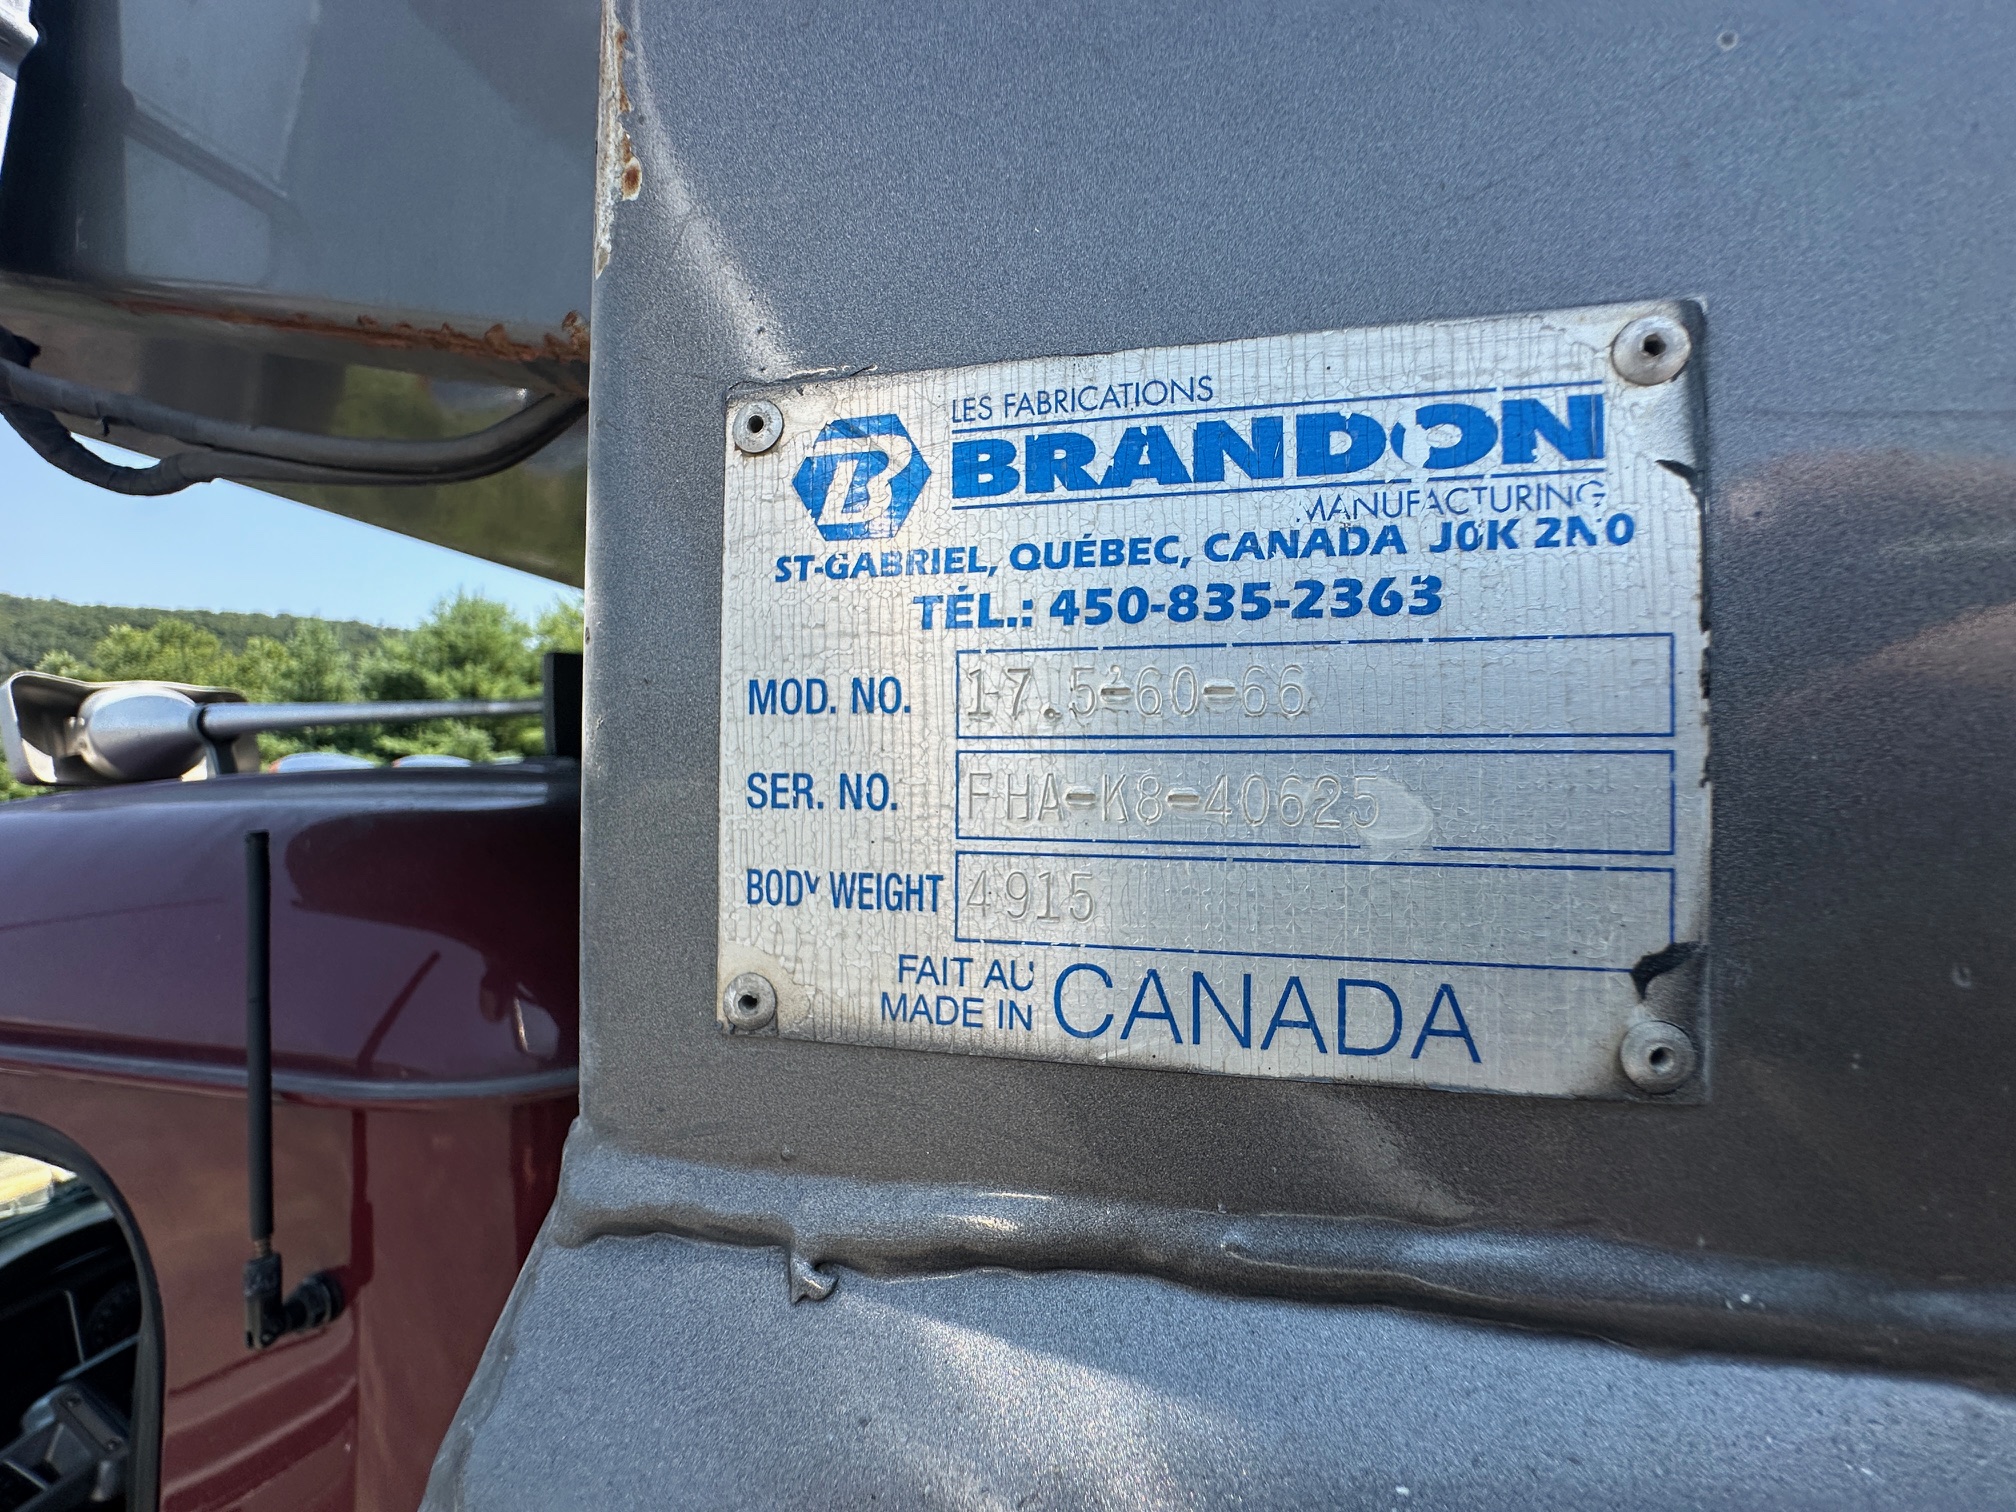 LES FABRICATIONS
B BRANDON
MANUFACTURING
ST-GABRIEL, QUÉBEC, CANADA J0K 2N0
TÉL.: 450-835-2363
MOD. NO. 17.5-60-66
SER. NO. FHA-K8-40625
BODY WEIGHT 4915
FAIT AU
MADE IN CANADA